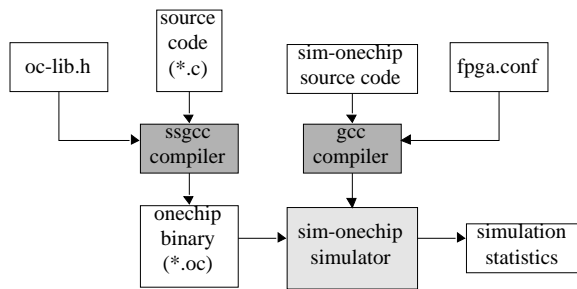 oc-lib.h
source
code
(*.c)
sim-onechip
source code
fpga.conf
ssgcc
compiler
gcc
compiler
onechip
binary
(*.oc)
sim-onechip
simulator
simulation
statistics